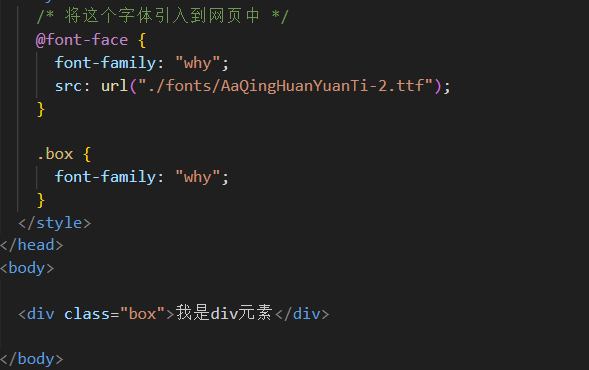 /* 将这个字体引入到网页中 */
@font-face {
font-family: "why";
src: url("./fonts/AaQingHuanYuanTi-2.ttf");
}
.box {
font-family: "why";
}
</style>
</head>
<body>
<div class="box">我是div元素</div>
</body>